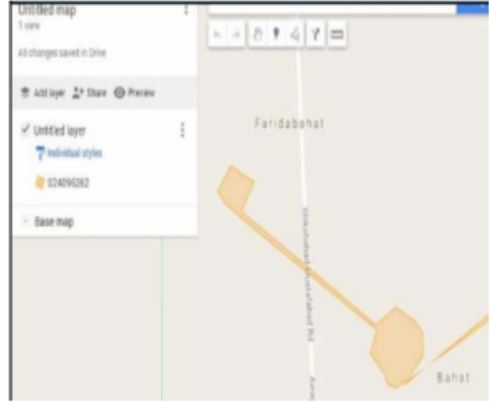 Untitled map
1 view
All changes saved in Drive
Add layer Share Preview
Untitled layer
Individual styles
S24096262
Base map
Faridabahat
Bahat